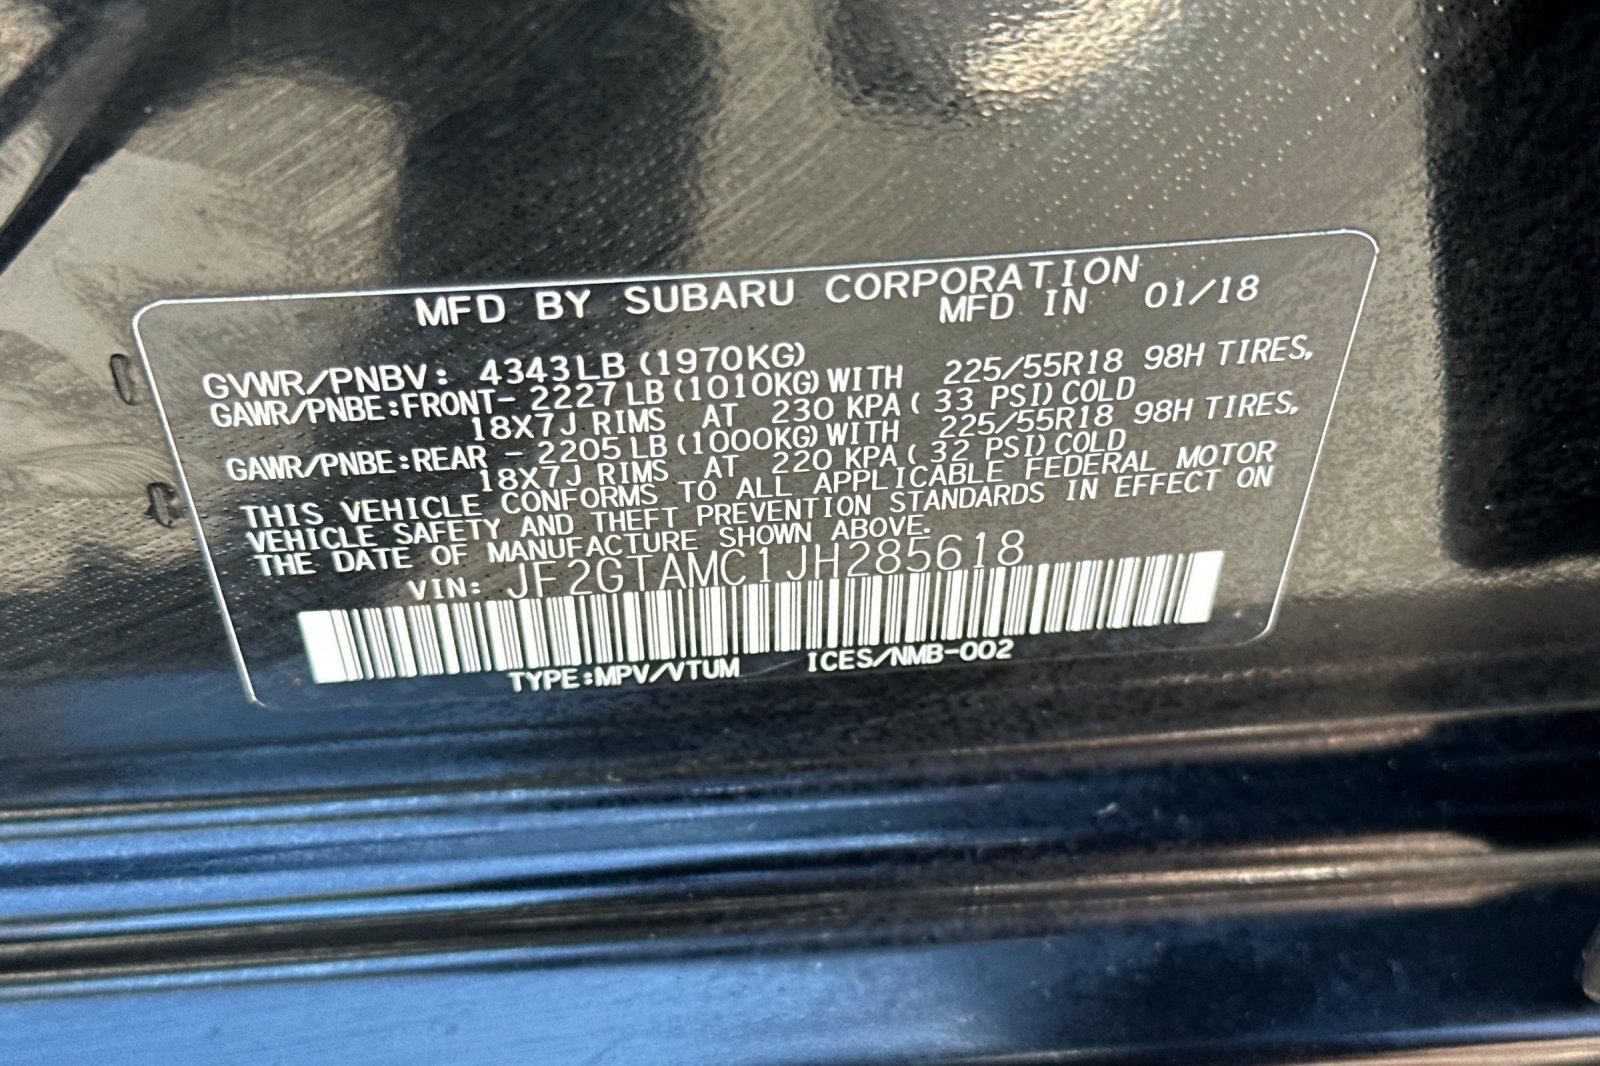 MFD BY SUBARU CORPORATION
MFD IN 01/18
GVWR/PNBV: 4343LB (1970KG)
GAWR/PNBE:FRONT- 2227LB(1010KG)WITH 225/55R18 98H TIRES,
18X7J RIMS AT 230 KPA( 33 PSI)COLD
GAWR/PNBE:REAR - 2205LB(1000KG)WITH 225/55R18 98H TIRES,
18X7J RIMS AT 220 KPA( 32 PSI)COLD
THIS VEHICLE CONFORMS TO ALL APPLICABLE FEDERAL MOTOR
VEHICLE SAFETY AND THEFT PREVENTION STANDARDS IN EFFECT ON
THE DATE OF MANUFACTURE SHOWN ABOVE.
VIN: JF2GTAMC1JH285618
TYPE:MPV/VTUM ICES/NMB-002